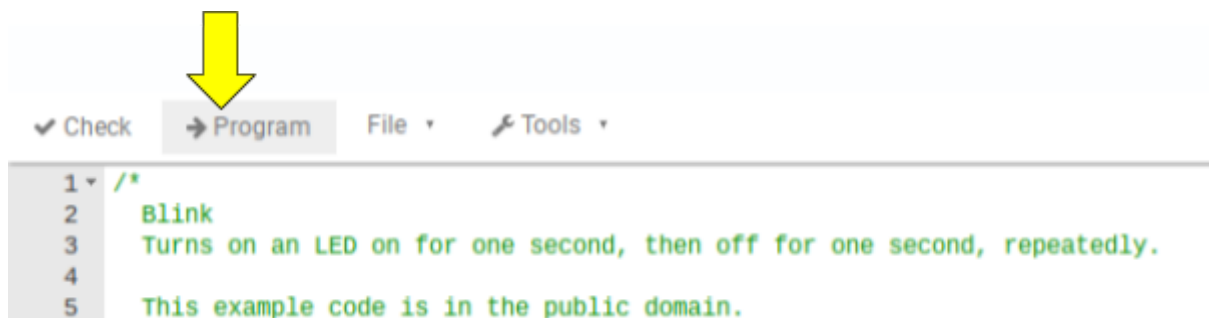 Check Program File Tools
1 /*
2 Blink
3 Turns on an LED on for one second, then off for one second, repeatedly.
4
5 This example code is in the public domain.